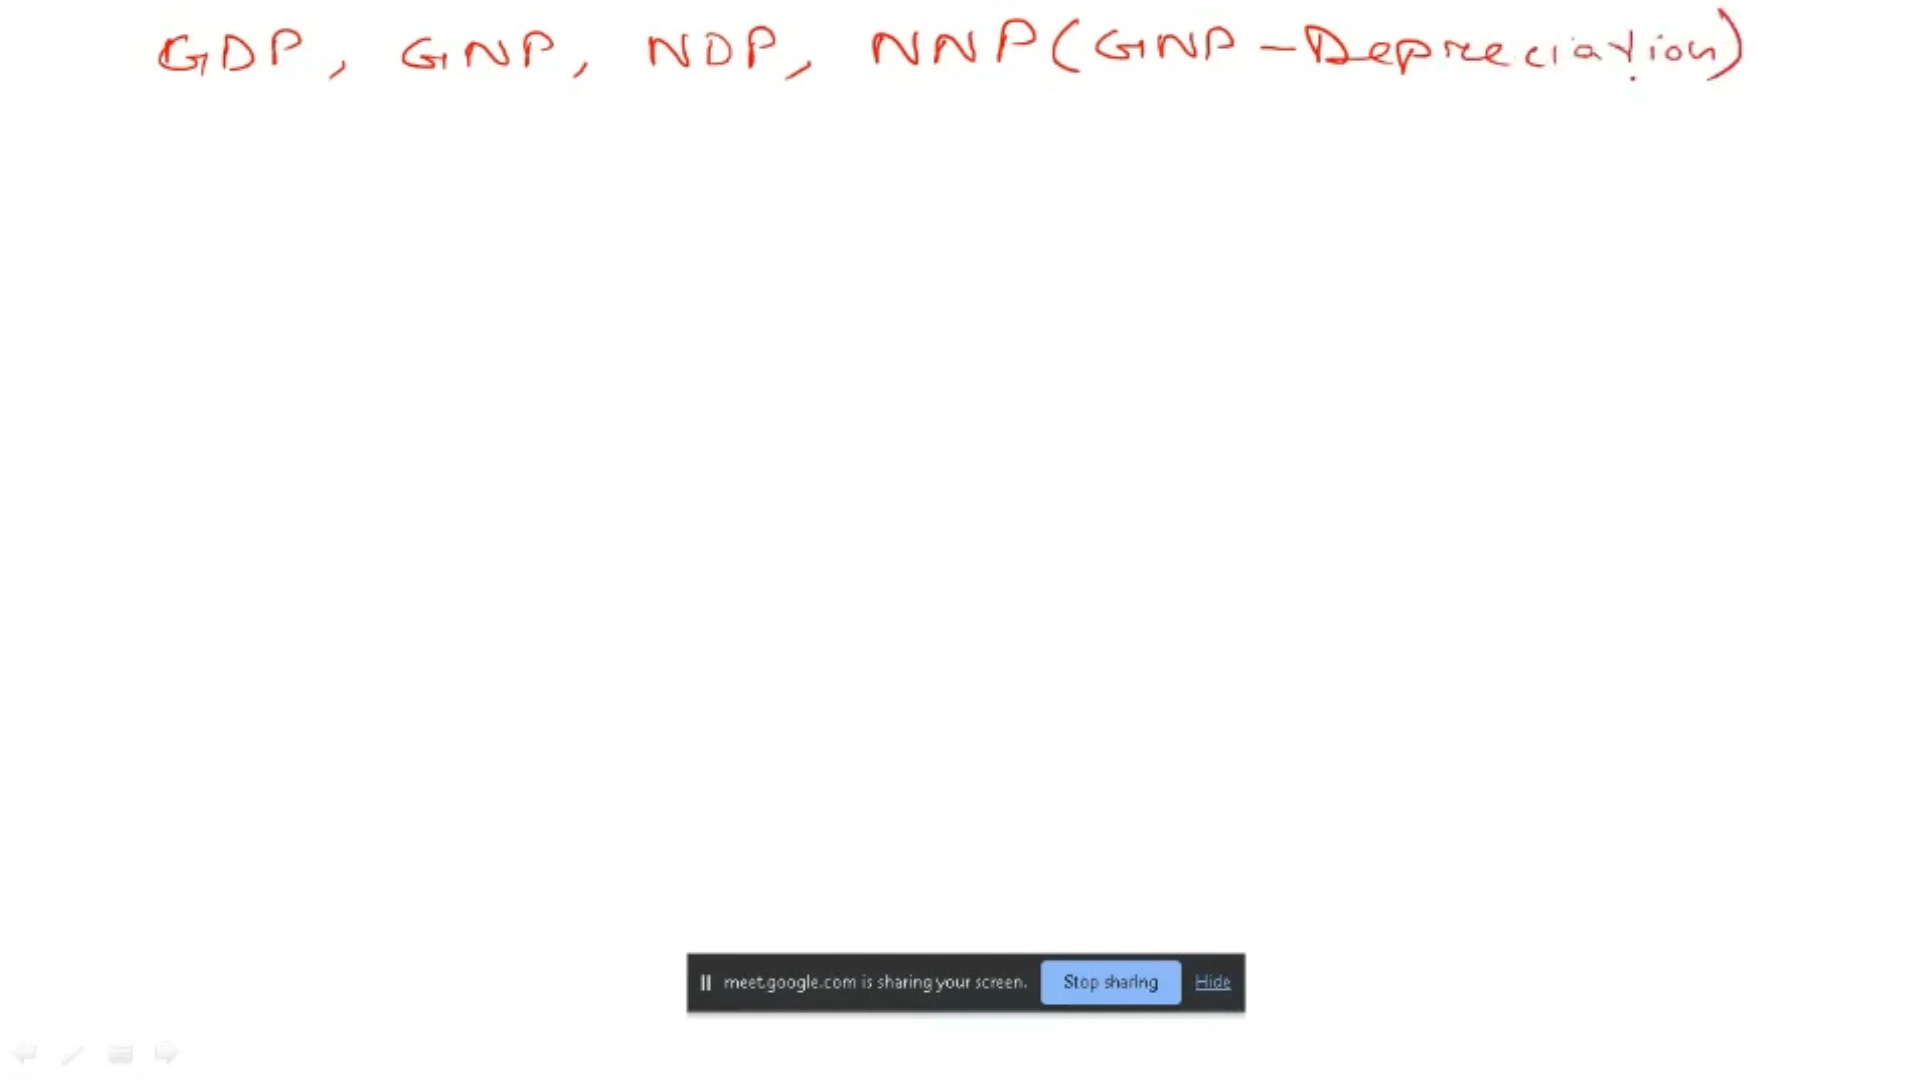 GDP, GNP, NDP, NNP(GNP - Depreciation)
meet.google.com is sharing your screen. Stop sharing Hide